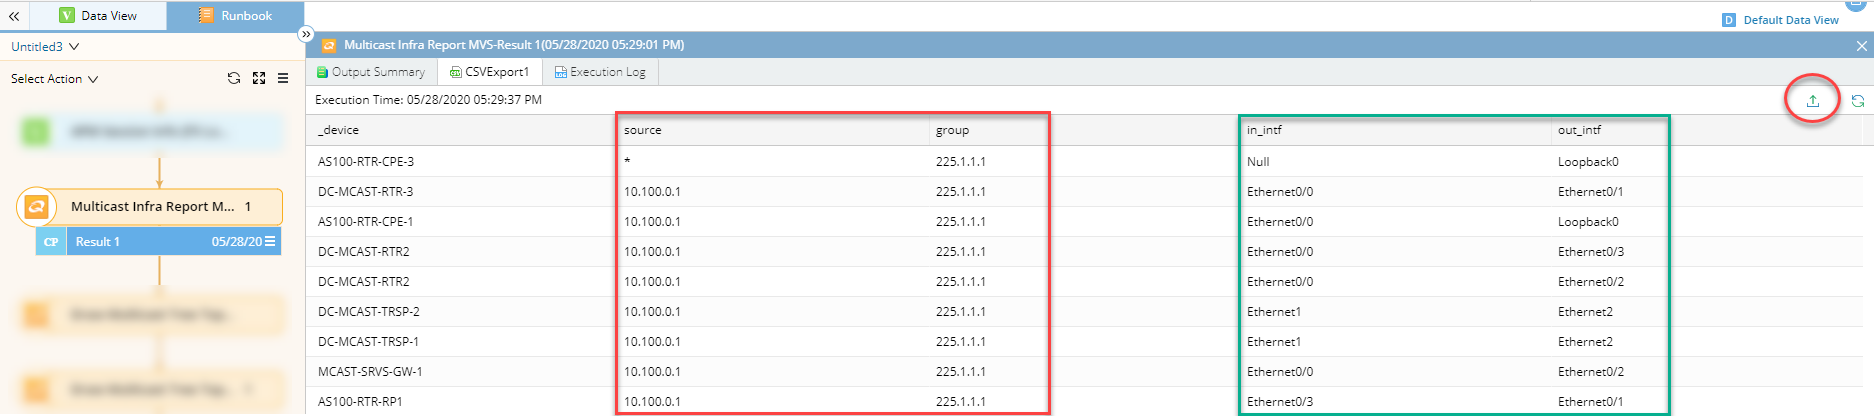 Data View
Runbook
D Default Data View
Untitled3
Multicast Infra Report MVS-Result 1(05/28/2020 05:29:01 PM)
Select Action
Output Summary
CSVExport1
Execution Log
Execution Time: 05/28/2020 05:29:37 PM
Multicast Infra Report M... 1
CP Result 1 05/28/20
_device source group in_intf out_intf
AS100-RTR-CPE-3 * 225.1.1.1 Null Loopback0
DC-MCAST-RTR-3 10.100.0.1 225.1.1.1 Ethernet0/0 Ethernet0/1
AS100-RTR-CPE-1 10.100.0.1 225.1.1.1 Ethernet0/0 Loopback0
DC-MCAST-RTR2 10.100.0.1 225.1.1.1 Ethernet0/0 Ethernet0/3
DC-MCAST-RTR2 10.100.0.1 225.1.1.1 Ethernet0/0 Ethernet0/2
DC-MCAST-TRSP-2 10.100.0.1 225.1.1.1 Ethernet1 Ethernet2
DC-MCAST-TRSP-1 10.100.0.1 225.1.1.1 Ethernet1 Ethernet2
MCAST-SRVS-GW-1 10.100.0.1 225.1.1.1 Ethernet0/0 Ethernet0/2
AS100-RTR-RP1 10.100.0.1 225.1.1.1 Ethernet0/3 Ethernet0/1